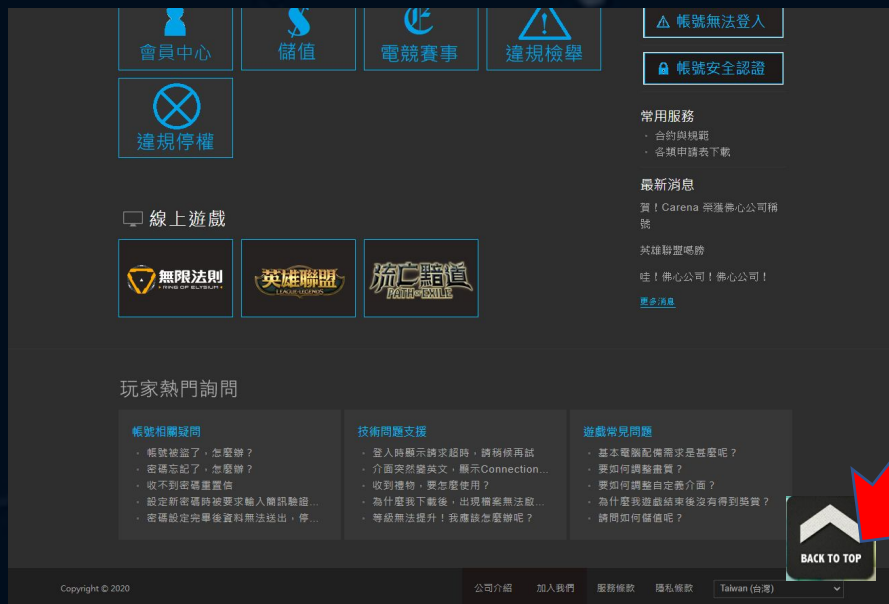 會員中心
儲值
電競賽事
違規檢舉
違規停權
帳號無法登入
帳號安全認證
常用服務
· 合約與規範
· 各類申請表下載
最新消息
賀！Carena 榮獲佛心公司稱
號
英雄聯盟喝勝
哇！佛心公司！佛心公司！
更多消息
線上遊戲
無限法則
RING OF ELYSIUM
英雄聯盟
LEAGUE of LEGENDS
流亡黯道
PATH OF EXILE
玩家熱門詢問
帳號相關疑問
· 帳號被盜了，怎麼辦？
· 密碼忘記了，怎麼辦？
· 收不到密碼重置信
· 設定新密碼時被要求輸入簡訊驗證...
· 密碼設定完畢後資料無法送出，停...
技術問題支援
· 登入時顯示請求超時，請稍候再試
· 介面突然變英文，顯示Connection...
· 收到禮物，要怎麼使用？
· 為什麼我下載後，出現檔案無法啟...
· 等級無法提升！我應該怎麼辦呢？
遊戲常見問題
· 基本電腦配備需求是甚麼呢？
· 要如何調整畫質？
· 要如何調整自定義介面？
· 為什麼我遊戲結束後沒有得到獎賞？
· 請問如何儲值呢？
BACK TO TOP
Copyright © 2020
公司介紹 加入我們 服務條款 隱私條款 Taiwan (台灣)